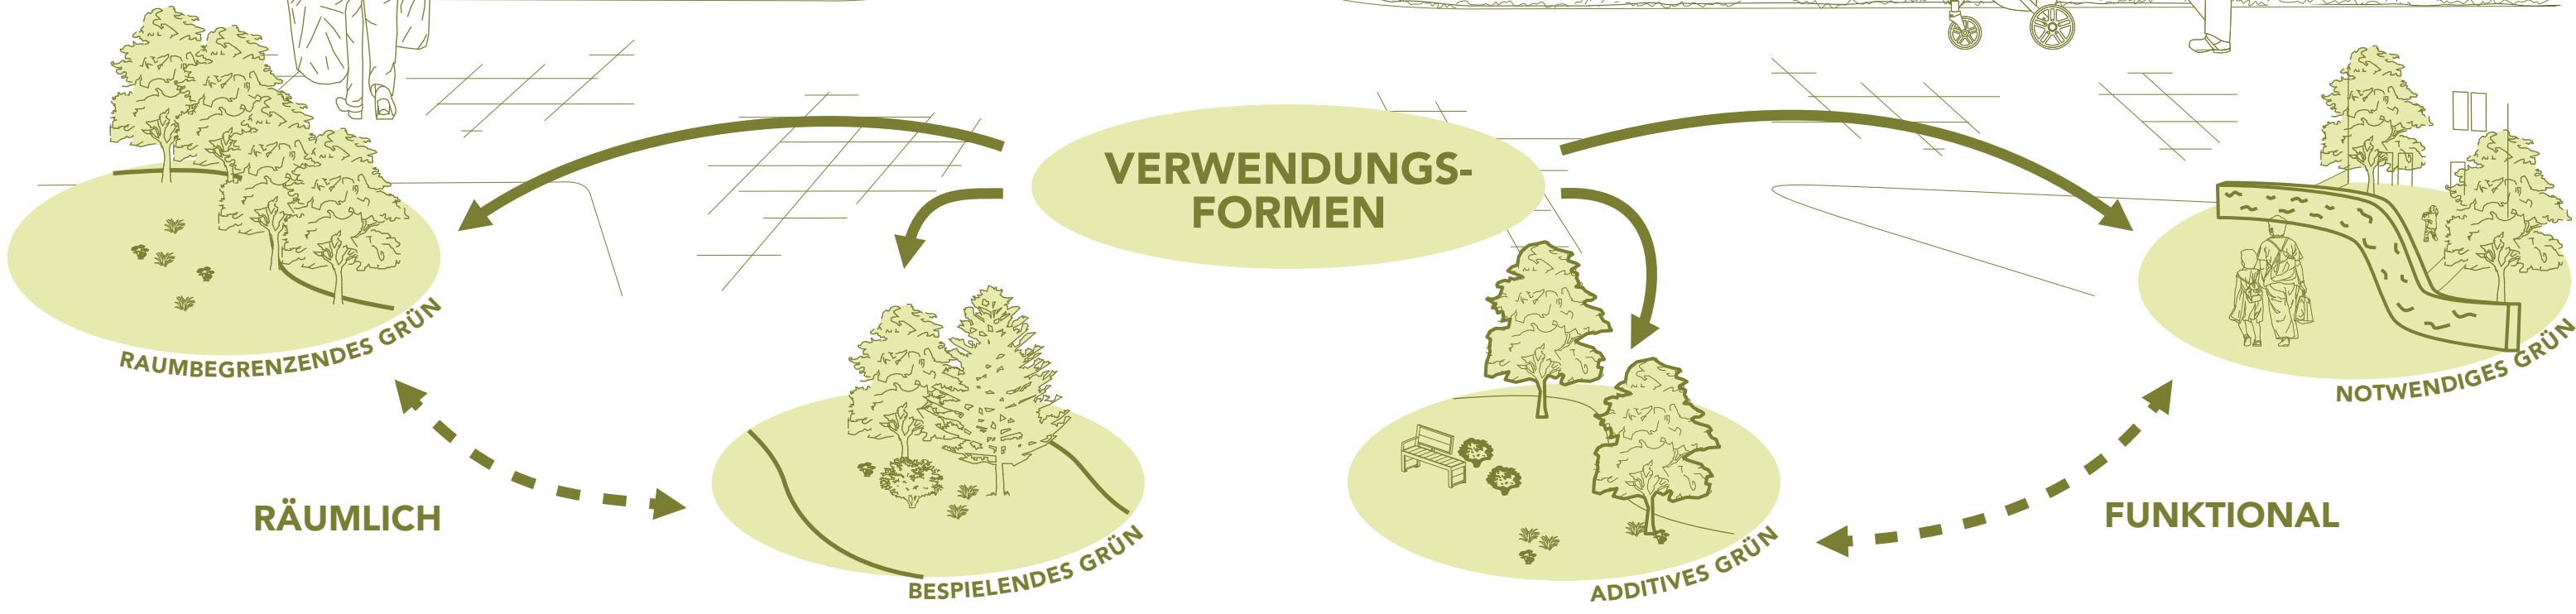 VERWENDUNGS-
FORMEN
RAUMBEGRENZENDES GRÜN
NOTWENDIGES GRÜN
RÄUMLICH
FUNKTIONAL
BESPIELENDES GRÜN
ADDITIVES GRÜN